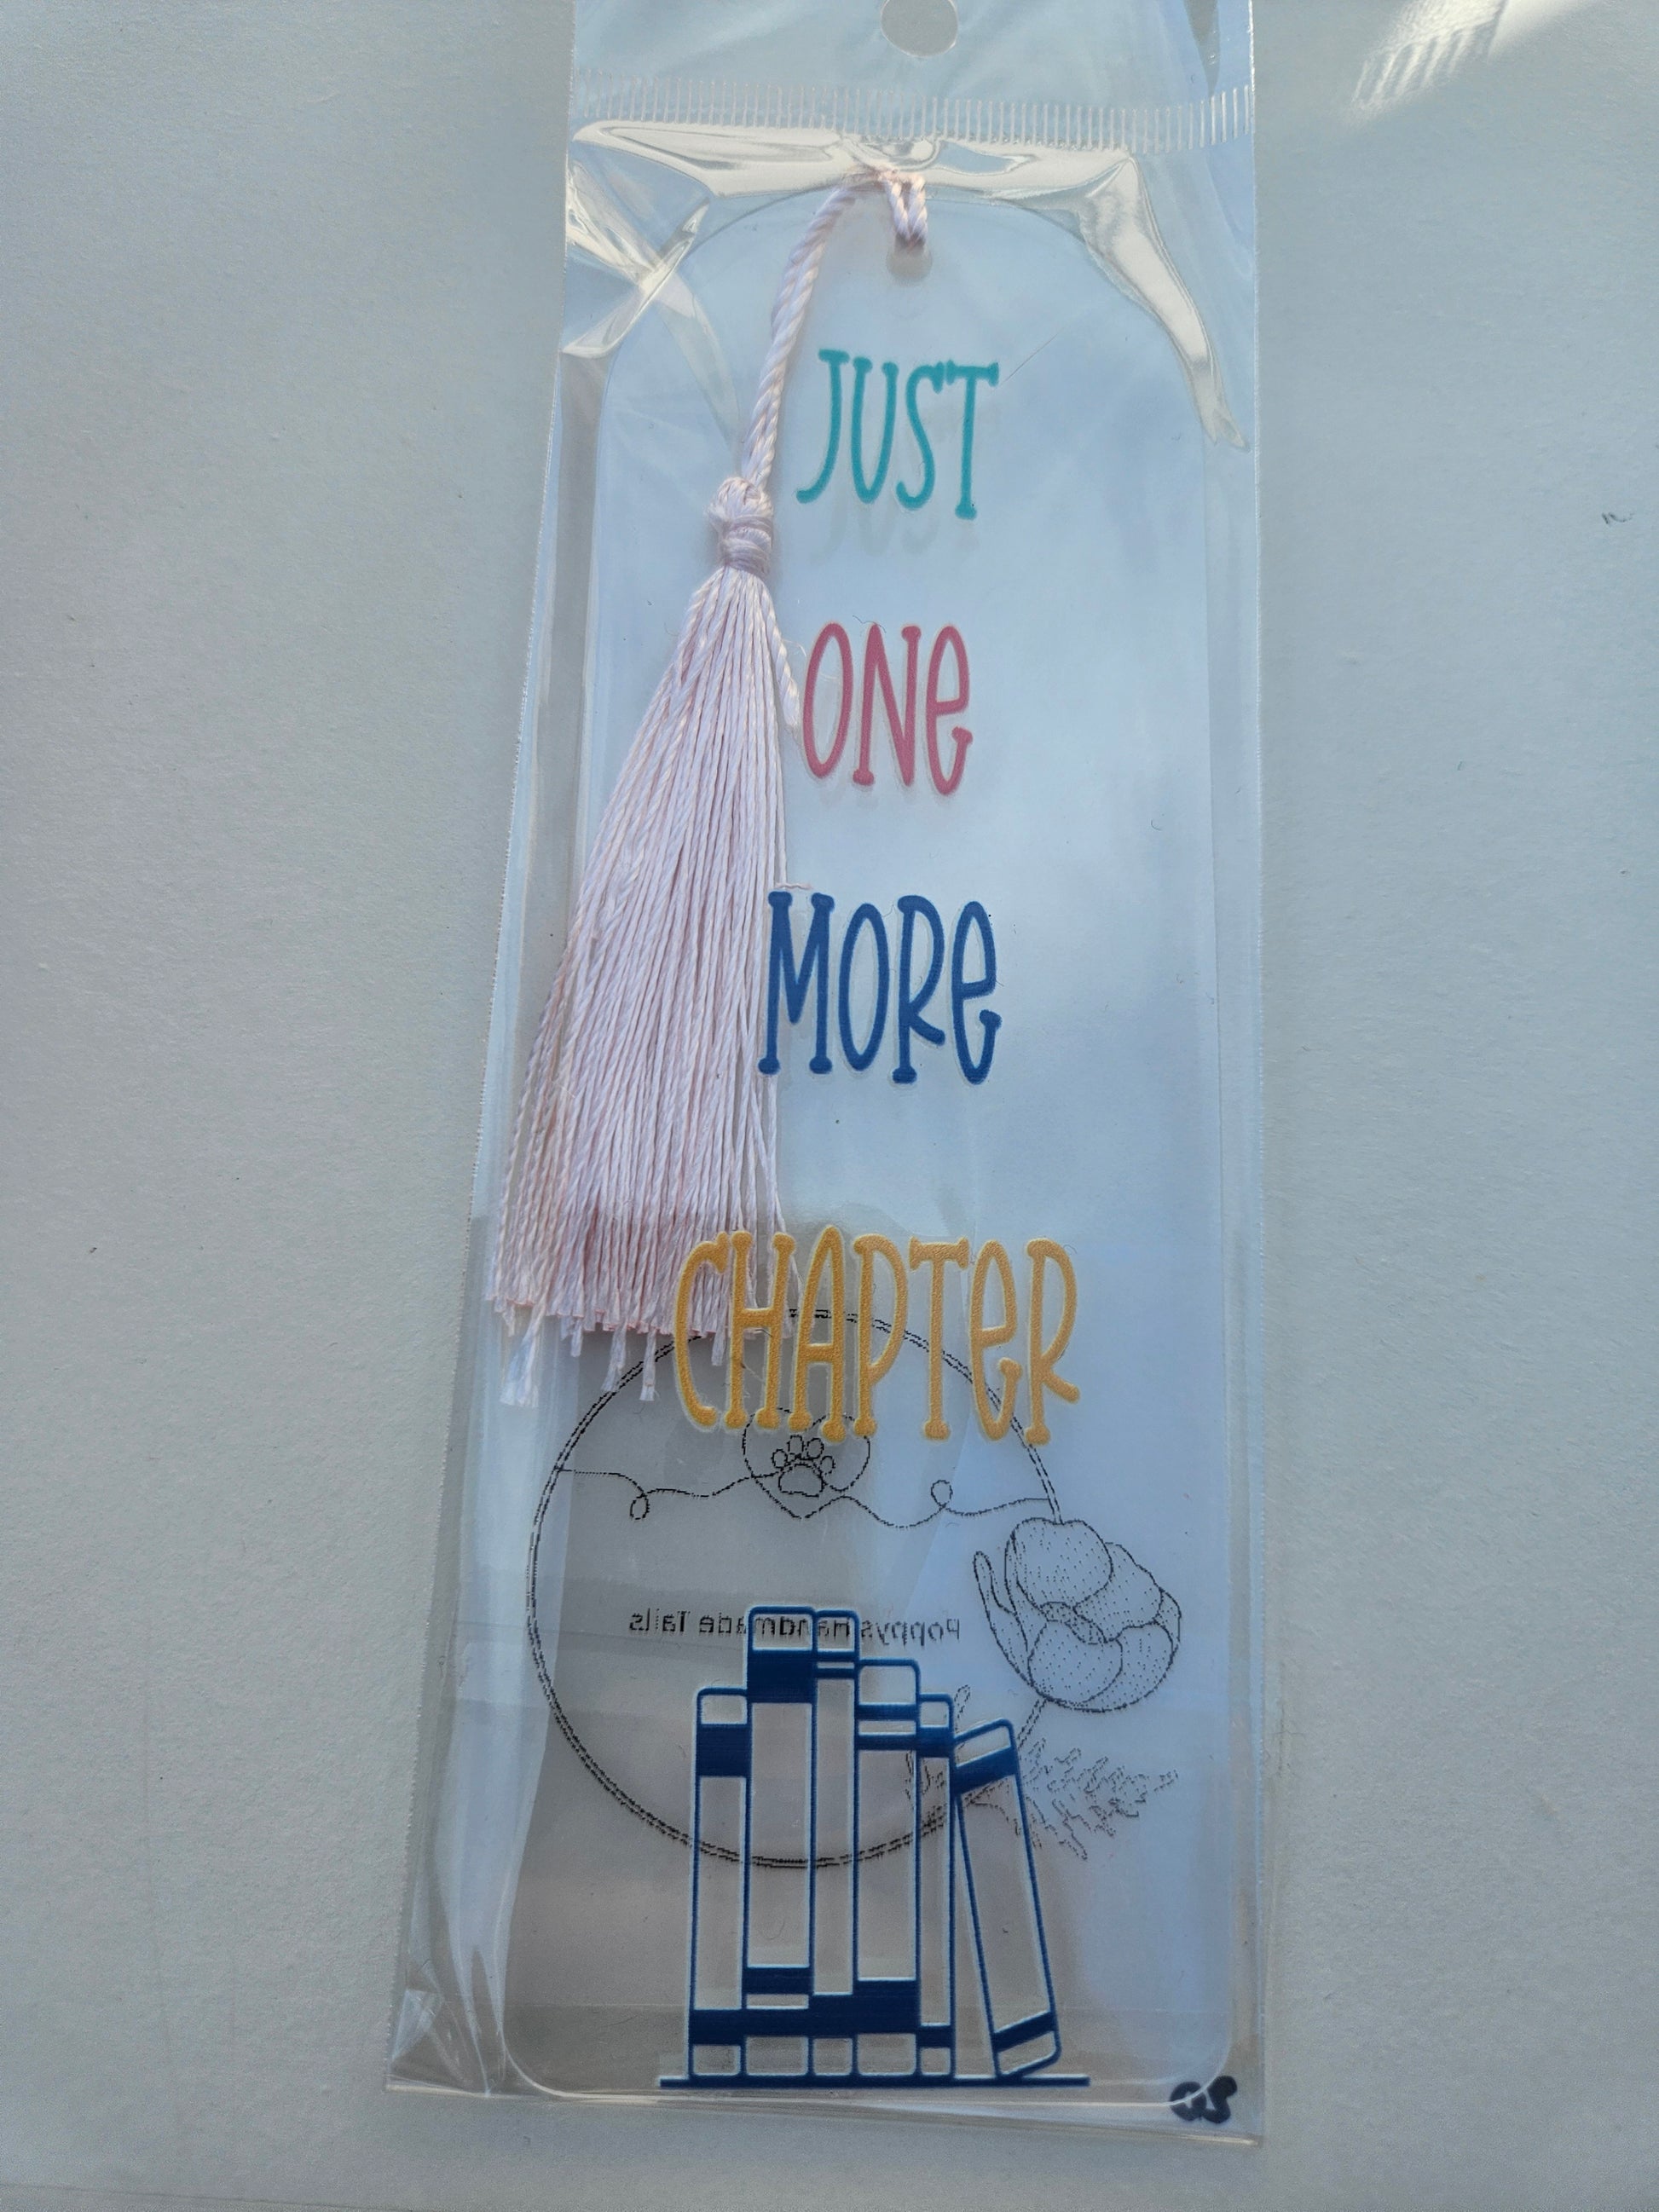 JUST
ONE
MORE
CHAPTER
Poppys Handmade Tails